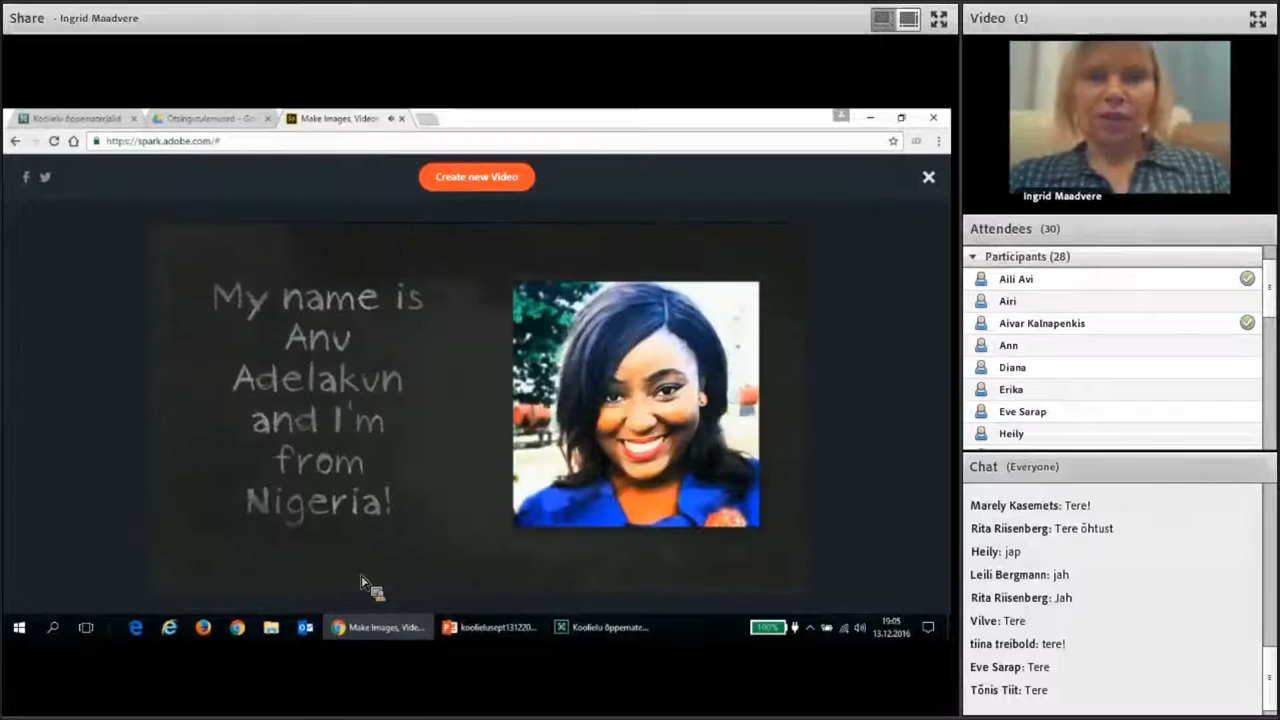 Share - Ingrid Maadvere
Video (1)
Koolielu õppematerjalid
Otsingutulemused - Go
Make Images, Videos
https://spark.adobe.com/#
Create new Video
My name is
Anu
Adelakun
and I'm
from
Nigeria!
Ingrid Maadvere
Attendees (30)
Participants (28)
Aili Avi
Airi
Aivar Kalnapenkis
Ann
Diana
Erika
Eve Sarap
Heily
Chat (Everyone)
Marely Kasemets: Tere!
Rita Riisenberg: Tere õhtust
Heily: jap
Leili Bergmann: jah
Rita Riisenberg: Jah
Vilve: Tere
tiina treibold: tere!
Eve Sarap: Tere
Tõnis Tiit: Tere
Make Images, Vide...
koolielusept131220...
Koolielu õppemate...
100%
19:05
13.12.2016